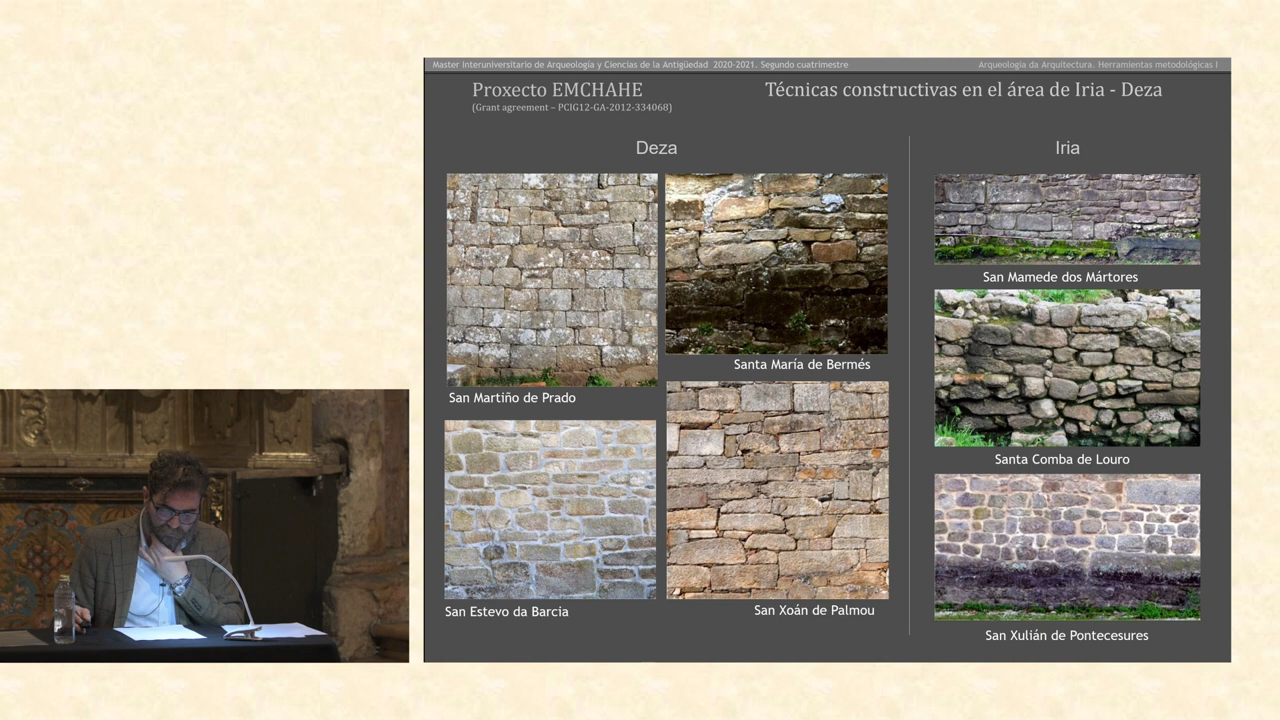 Master Interuniversitario de Arqueología y Ciencias de la Antigüedad 2020-2021. Segundo cuatrimestre
Arqueología da Arquitectura. Herramientas metodológicas I
Proxecto EMCHAHE
(Grant agreement – PCIG12-GA-2012-334068)
Técnicas constructivas en el área de Iria - Deza
Deza
San Martiño de Prado
Santa María de Bermés
San Estevo da Barcia
San Xoán de Palmou
Iria
San Mamede dos Mártores
Santa Comba de Louro
San Xulián de Pontecesures